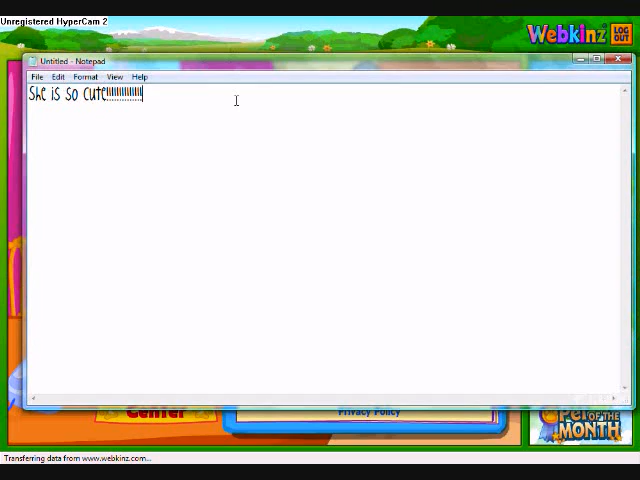 Unregistered HyperCam 2
Webkinz LOG OUT
Untitled - Notepad
File Edit Format View Help
She is so cute!!!!!!!!!!!!!!
Center
Privacy Policy
Pet OF THE MONTH
Transferring data from www.webkinz.com...